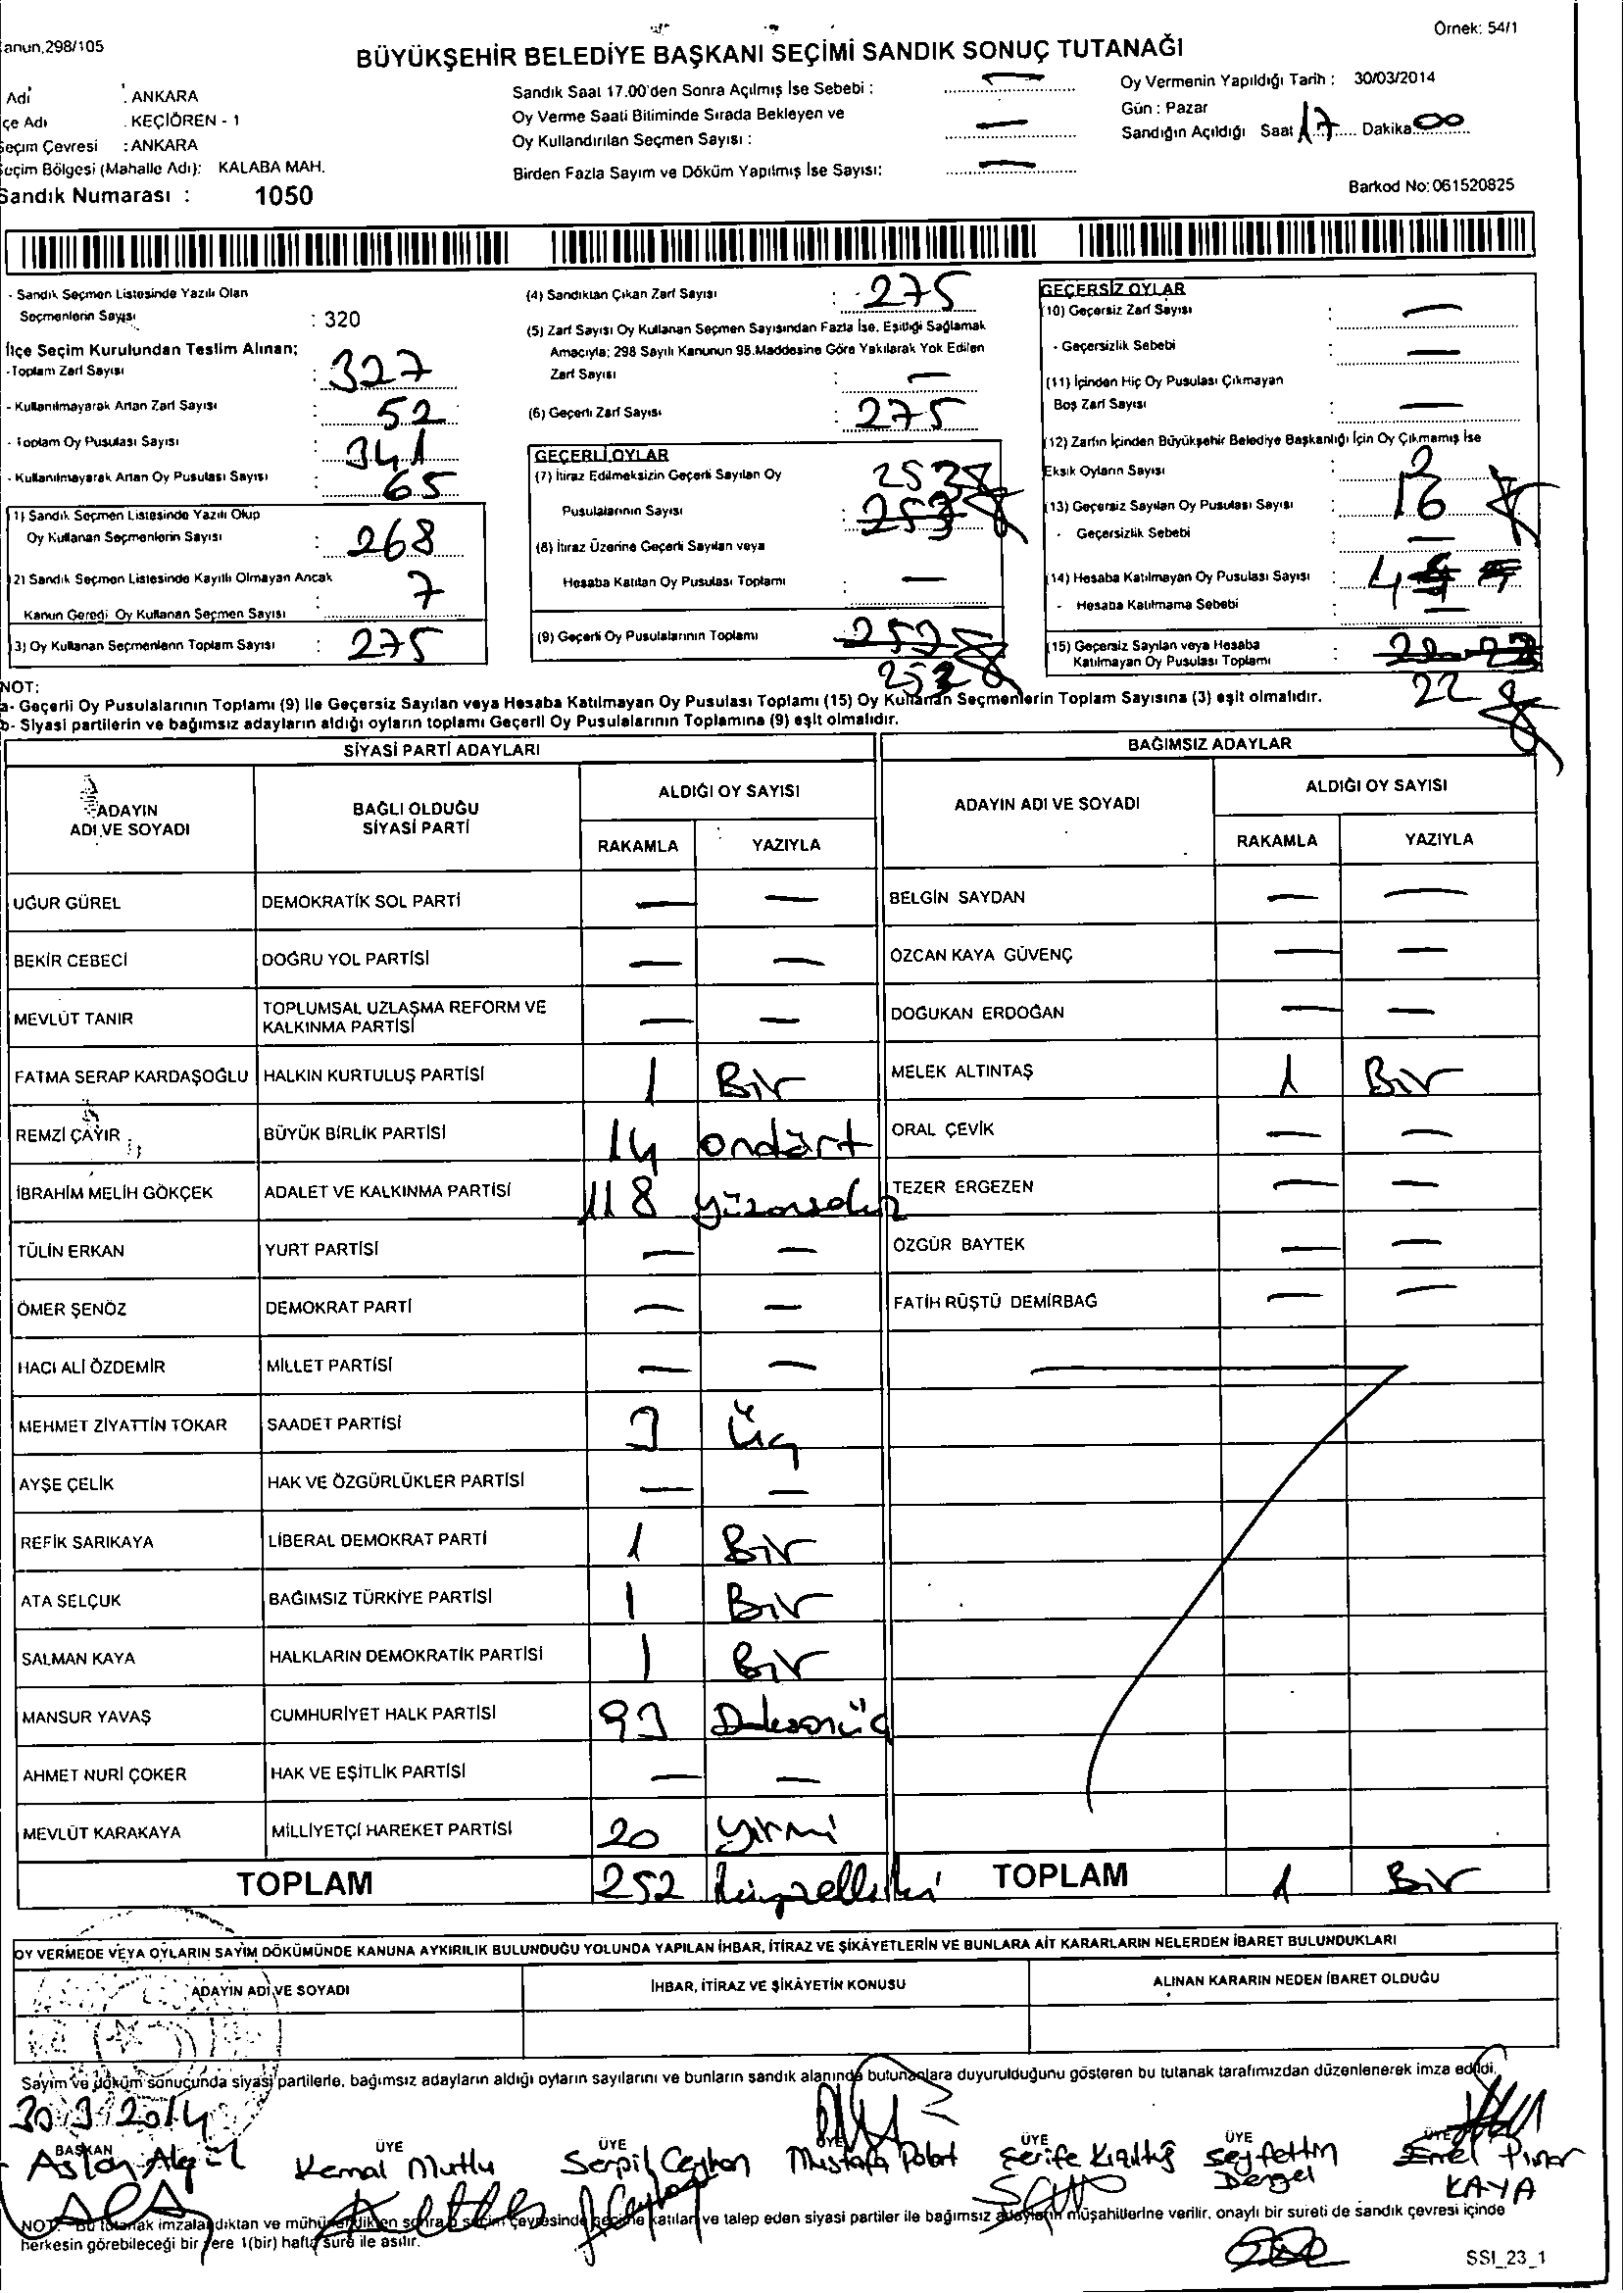 anun,298/105
Örnek: 54/1
BÜYÜKŞEHİR BELEDİYE BAŞKANI SEÇİMİ SANDIK SONUÇ TUTANAĞI
Adi : ANKARA
çe Adı : KEÇİÖREN - 1
Seçim Çevresi : ANKARA
Seçim Bölgesi (Mahalle Adı): KALABA MAH.
Sandık Numarası : 1050
Sandık Saat 17.00'den Sonra Açılmış İse Sebebi : —
Oy Verme Saati Bitiminde Sırada Bekleyen ve
Oy Kullandırılan Seçmen Sayısı : —
Birden Fazla Sayım ve Döküm Yapılmış İse Sayısı: —
Oy Vermenin Yapıldığı Tarih : 30/03/2014
Gün : Pazar
Sandığın Açıldığı Saat 17 Dakika 00
Barkod No: 061520825
- Sandık Seçmen Listesinde Yazılı Olan
Seçmenlerin Sayısı : 320
İlçe Seçim Kurulundan Teslim Alınan;
-Toplam Zarf Sayısı : 327
- Kullanılmayarak Artan Zarf Sayısı : 52
- Toplam Oy Pusulası Sayısı : 341
- Kullanılmayarak Artan Oy Pusulası Sayısı : 65
1) Sandık Seçmen Listesinde Yazılı Olup
Oy Kullanan Seçmenlerin Sayısı : 268
2) Sandık Seçmen Listesinde Kayıtlı Olmayan Ancak
Kanun Gereği Oy Kullanan Seçmen Sayısı : 7
3) Oy Kullanan Seçmenlerin Toplam Sayısı : 275
(4) Sandıktan Çıkan Zarf Sayısı : 275
(5) Zarf Sayısı Oy Kullanan Seçmen Sayısından Fazla İse, Eşitliği Sağlamak
Amacıyla; 298 Sayılı Kanunun 98.Maddesine Göre Yakılarak Yok Edilen
Zarf Sayısı : —
(6) Geçerli Zarf Sayısı : 275
GEÇERLİ OYLAR
(7) İtiraz Edilmeksizin Geçerli Sayılan Oy 253
Pusulalarının Sayısı : 253
(8) İtiraz Üzerine Geçerli Sayılan veya
Hesaba Katılan Oy Pusulası Toplamı : —
(9) Geçerli Oy Pusulalarının Toplamı :
253
GEÇERSİZ OYLAR
(10) Geçersiz Zarf Sayısı : —
- Geçersizlik Sebebi : —
(11) İçinden Hiç Oy Pusulası Çıkmayan
Boş Zarf Sayısı : —
(12) Zarfın İçinden Büyükşehir Belediye Başkanlığı İçin Oy Çıkmamış İse
Eksik Oyların Sayısı : 2
(13) Geçersiz Sayılan Oy Pusulası Sayısı : 16
- Geçersizlik Sebebi : —
(14) Hesaba Katılmayan Oy Pusulası Sayısı : 4
- Hesaba Katılmama Sebebi : —
(15) Geçersiz Sayılan veya Hesaba
Katılmayan Oy Pusulası Toplamı :
22
NOT:
a- Geçerli Oy Pusulalarının Toplamı (9) ile Geçersiz Sayılan veya Hesaba Katılmayan Oy Pusulası Toplamı (15) Oy Kullanan Seçmenlerin Toplam Sayısına (3) eşit olmalıdır.
b- Siyasi partilerin ve bağımsız adayların aldığı oyların toplamı Geçerli Oy Pusulalarının Toplamına (9) eşit olmalıdır.
SİYASİ PARTİ ADAYLARI
ADAYIN ADI VE SOYADI BAĞLI OLDUĞU SİYASİ PARTİ ALDIĞI OY SAYISI
RAKAMLA YAZIYLA
UĞUR GÜREL DEMOKRATİK SOL PARTİ — —
BEKİR CEBECİ DOĞRU YOL PARTİSİ — —
MEVLÜT TANIR TOPLUMSAL UZLAŞMA REFORM VE KALKINMA PARTİSİ — —
FATMA SERAP KARDAŞOĞLU HALKIN KURTULUŞ PARTİSİ 1 Bir
REMZİ ÇAYIR BÜYÜK BİRLİK PARTİSİ 14 ondört
İBRAHİM MELİH GÖKÇEK ADALET VE KALKINMA PARTİSİ 118 yüzonsekiz
TÜLİN ERKAN YURT PARTİSİ — —
ÖMER ŞENÖZ DEMOKRAT PARTİ — —
HACI ALİ ÖZDEMİR MİLLET PARTİSİ — —
MEHMET ZİYATTİN TOKAR SAADET PARTİSİ 3 Üç
AYŞE ÇELİK HAK VE ÖZGÜRLÜKLER PARTİSİ — —
REFİK SARIKAYA LİBERAL DEMOKRAT PARTİ 1 Bir
ATA SELÇUK BAĞIMSIZ TÜRKİYE PARTİSİ 1 Bir
SALMAN KAYA HALKLARIN DEMOKRATİK PARTİSİ 1 Bir
MANSUR YAVAŞ CUMHURİYET HALK PARTİSİ 93 Doksanüç
AHMET NURİ ÇOKER HAK VE EŞİTLİK PARTİSİ — —
MEVLÜT KARAKAYA MİLLİYETÇİ HAREKET PARTİSİ 20 yirmi
TOPLAM 252 ikiyüzelliiki
BAĞIMSIZ ADAYLAR
ADAYIN ADI VE SOYADI ALDIĞI OY SAYISI
RAKAMLA YAZIYLA
BELGİN SAYDAN — —
ÖZCAN KAYA GÜVENÇ — —
DOĞUKAN ERDOĞAN — —
MELEK ALTINTAŞ 1 Bir
ORAL ÇEVİK — —
TEZER ERGEZEN — —
ÖZGÜR BAYTEK — —
FATİH RÜŞTÜ DEMİRBAĞ — —
TOPLAM 1 Bir
OY VERMEDE VEYA OYLARIN SAYIM DÖKÜMÜNDE KANUNA AYKIRILIK BULUNDUĞU YOLUNDA YAPILAN İHBAR, İTİRAZ VE ŞİKÂYETLERİN VE BUNLARA AİT KARARLARIN NELERDEN İBARET BULUNDUKLARI
ADAYIN ADI VE SOYADI İHBAR, İTİRAZ VE ŞİKÂYETİN KONUSU ALINAN KARARIN NEDEN İBARET OLDUĞU
Sayım ve döküm sonucunda siyasi partilerle, bağımsız adayların aldığı oyların sayılarını ve bunların sandık alanında bulunanlara duyurulduğunu gösteren bu tutanak tarafımızdan düzenlenerek imza edildi.
30/3/2014
BAŞKAN ÜYE ÜYE ÜYE ÜYE ÜYE ÜYE
Aslan Akgül Kemal Mutlu Serpil Ceyhan Mustafa Polat Şerife Kızıltuğ Seyfettin Dengel Emel Pınar KAYA
NOT: Bu tutanak imzalandıktan ve mühürlendikten sonra o seçim çevresinde seçime katılan ve talep eden siyasi partiler ile bağımsız adayların müşahitlerine verilir, onaylı bir sureti de sandık çevresi içinde
herkesin görebileceği bir yere 1(bir) hafta süre ile asılır.
SSI_23_1